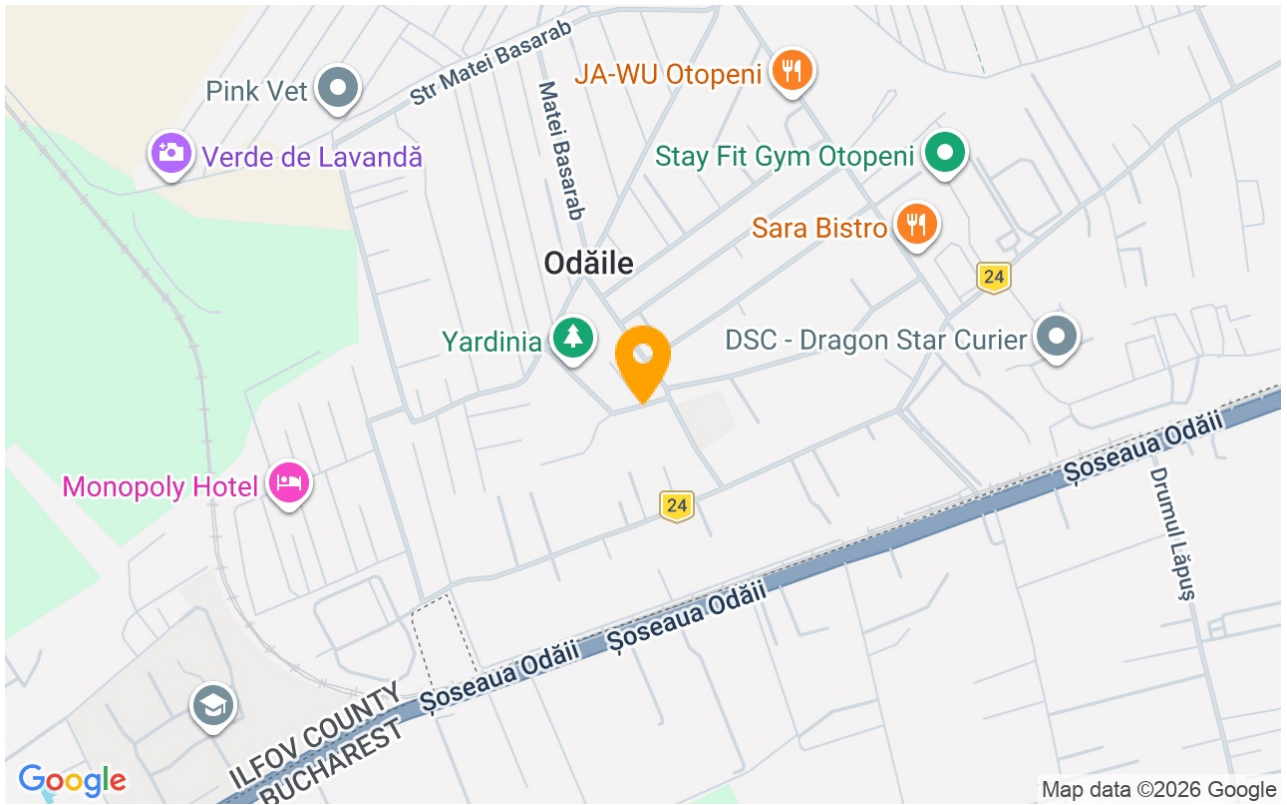 Str Matei Basarab
JA-WU Otopeni
Pink Vet
Matei Basarab
Verde de Lavandă
Stay Fit Gym Otopeni
Sara Bistro
Odăile
24
Yardinia
DSC - Dragon Star Curier
Șoseaua Odăii
Monopoly Hotel
24
Drumul Lăpuș
Șoseaua Odăii
Șoseaua Odăii
ILFOV COUNTY
BUCHAREST
Google
Map data ©2026 Google